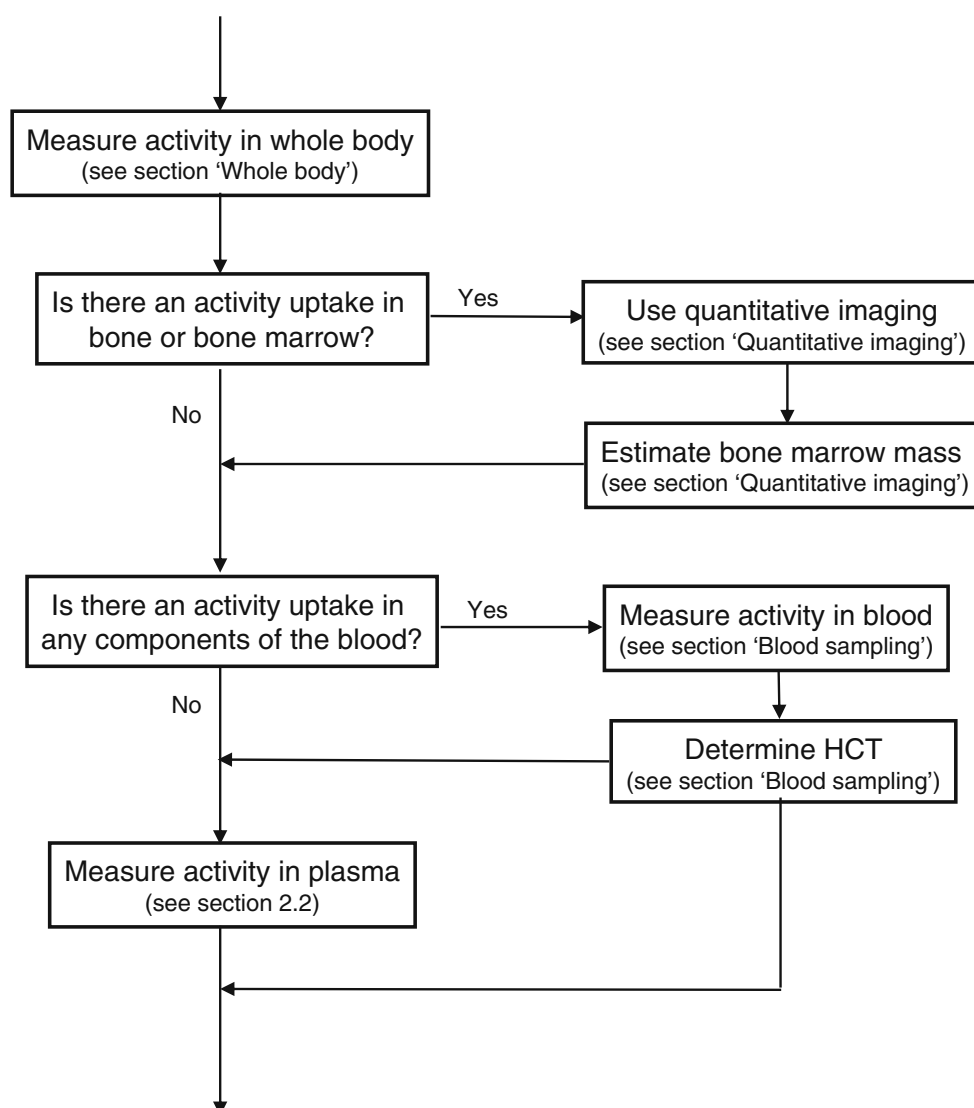 Measure activity in whole body
(see section ‘Whole body’)
Is there an activity uptake in
bone or bone marrow?
Yes
Use quantitative imaging
(see section ‘Quantitative imaging’)
No
Estimate bone marrow mass
(see section ‘Quantitative imaging’)
Is there an activity uptake in
any components of the blood?
Yes
Measure activity in blood
(see section ‘Blood sampling’)
No
Determine HCT
(see section ‘Blood sampling’)
Measure activity in plasma
(see section 2.2)